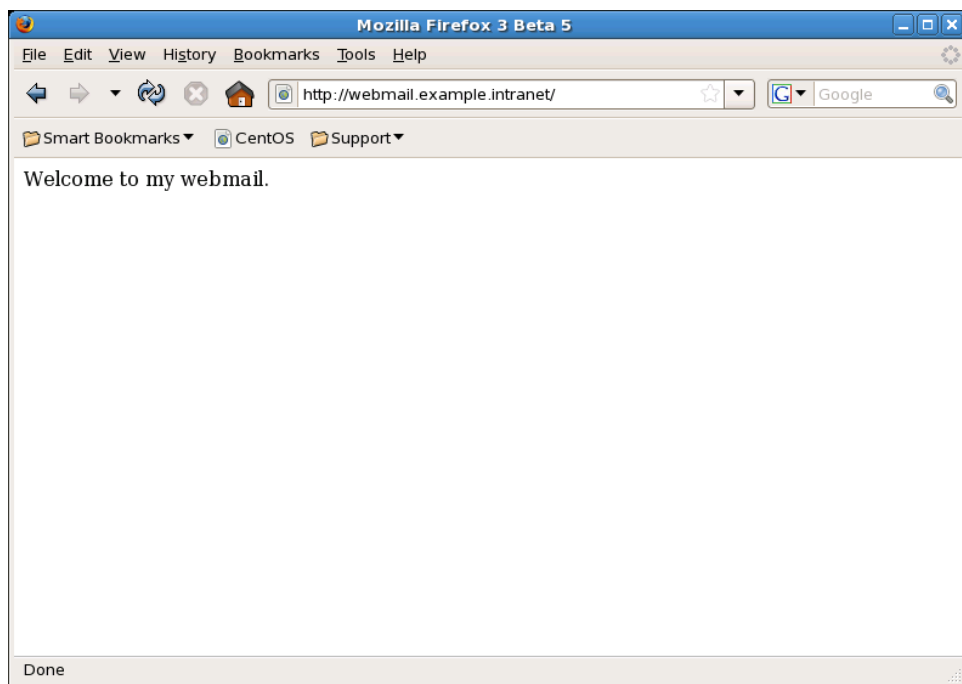 Mozilla Firefox 3 Beta 5
File Edit View History Bookmarks Tools Help
http://webmail.example.intranet/ G Google
Smart Bookmarks CentOS Support
Welcome to my webmail.
Done